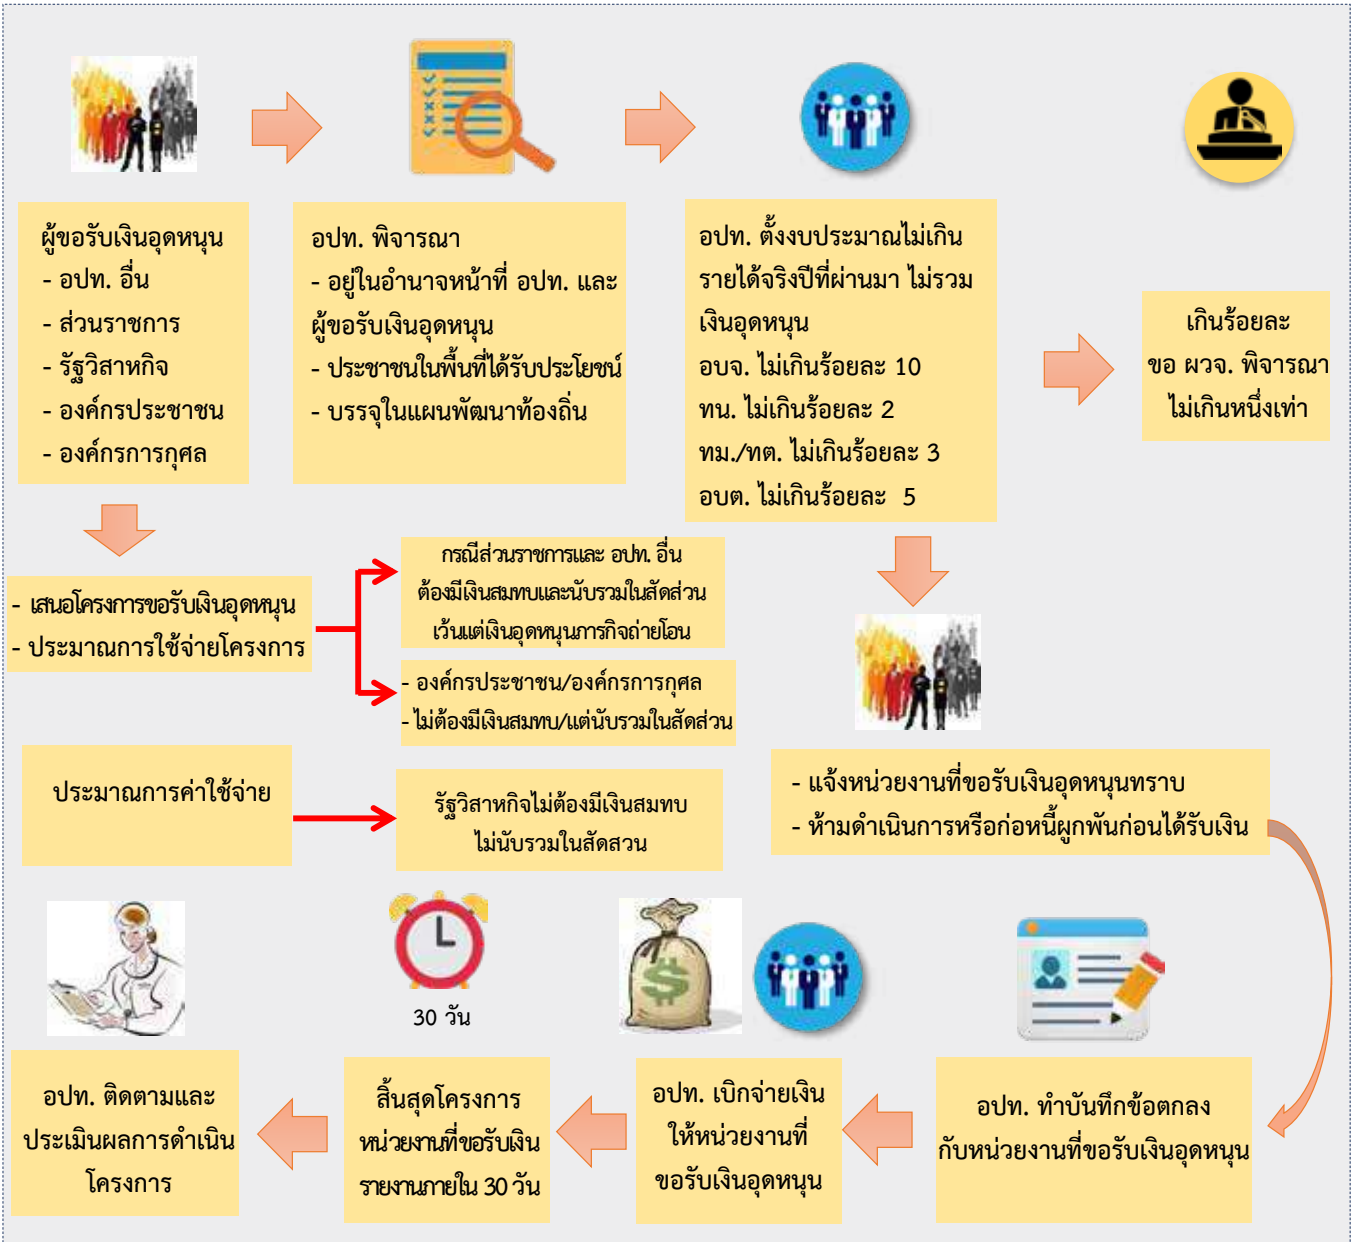 ผู้ขอรับเงินอุดหนุน
- อปท. อื่น
- ส่วนราชการ
- รัฐวิสาหกิจ
- องค์กรประชาชน
- องค์กรการกุศล
อปท. พิจารณา
- อยู่ในอำนาจหน้าที่ อปท. และ
ผู้ขอรับเงินอุดหนุน
- ประชาชนในพื้นที่ได้รับประโยชน์
- บรรจุในแผนพัฒนาท้องถิ่น
อปท. ตั้งงบประมาณไม่เกิน
รายได้จริงปีที่ผ่านมา ไม่รวม
เงินอุดหนุน
อบจ. ไม่เกินร้อยละ 10
ทน. ไม่เกินร้อยละ 2
ทม./ทต. ไม่เกินร้อยละ 3
อบต. ไม่เกินร้อยละ 5
เกินร้อยละ
ขอ ผวจ. พิจารณา
ไม่เกินหนึ่งเท่า
- เสนอโครงการขอรับเงินอุดหนุน
- ประมาณการใช้จ่ายโครงการ
กรณีส่วนราชการและ อปท. อื่น
ต้องมีเงินสมทบและนับรวมในสัดส่วน
เว้นแต่เงินอุดหนุนภารกิจถ่ายโอน
- องค์กรประชาชน/องค์กรการกุศล
- ไม่ต้องมีเงินสมทบ/แต่นับรวมในสัดส่วน
ประมาณการค่าใช้จ่าย
รัฐวิสาหกิจไม่ต้องมีเงินสมทบ
ไม่นับรวมในสัดสวน
- แจ้งหน่วยงานที่ขอรับเงินอุดหนุนทราบ
- ห้ามดำเนินการหรือก่อหนี้ผูกพันก่อนได้รับเงิน
อปท. ทำบันทึกข้อตกลง
กับหน่วยงานที่ขอรับเงินอุดหนุน
อปท. เบิกจ่ายเงิน
ให้หน่วยงานที่
ขอรับเงินอุดหนุน
30 วัน
สิ้นสุดโครงการ
หน่วยงานที่ขอรับเงิน
รายงานภายใน 30 วัน
อปท. ติดตามและ
ประเมินผลการดำเนิน
โครงการ